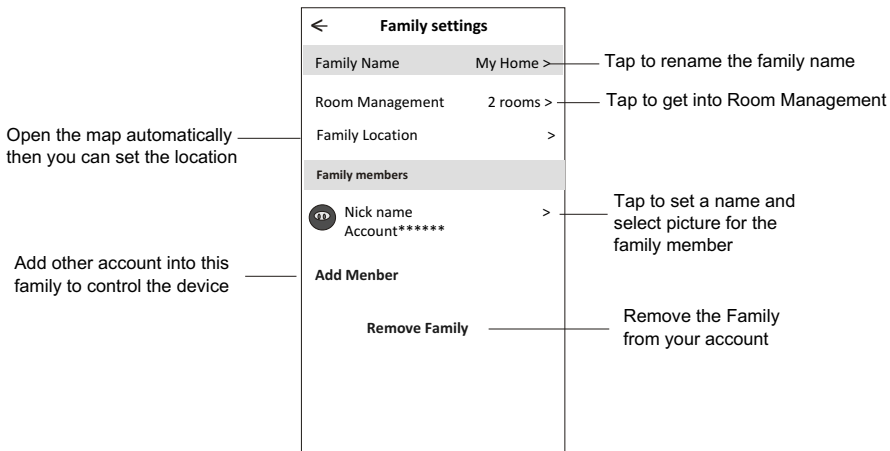 ← Family settings
Family Name My Home >
Tap to rename the family name
Room Management 2 rooms >
Tap to get into Room Management
Open the map automatically
then you can set the location
Family Location >
Family members
Nick name >
Account******
Tap to set a name and
select picture for the
family member
Add other account into this
family to control the device
Add Menber
Remove Family
Remove the Family
from your account